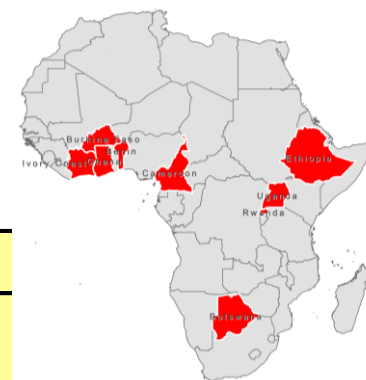 Burkina Faso
Benin
Ivory Coast
Ghana
Cameroon
Ethiopia
Uganda
Rwanda
Botswana